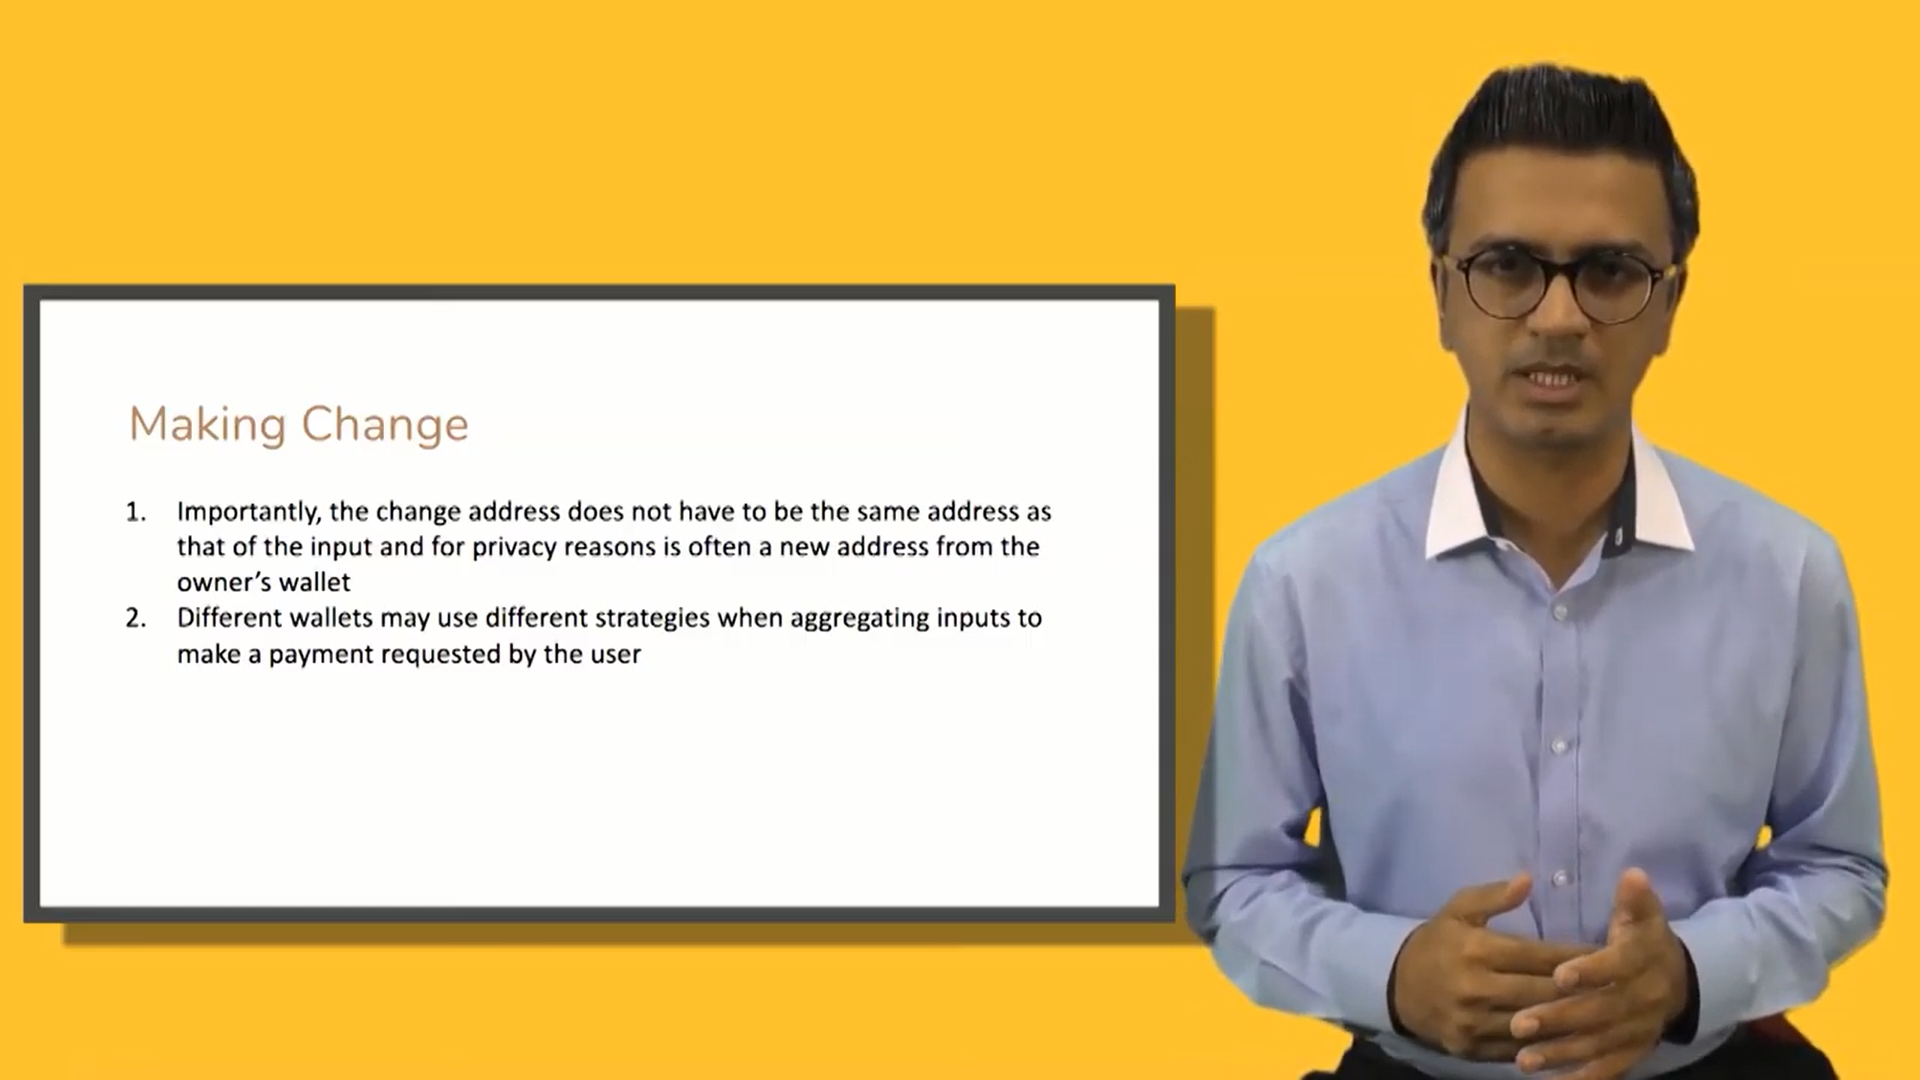 Making Change
1. Importantly, the change address does not have to be the same address as
that of the input and for privacy reasons is often a new address from the
owner’s wallet
2. Different wallets may use different strategies when aggregating inputs to
make a payment requested by the user